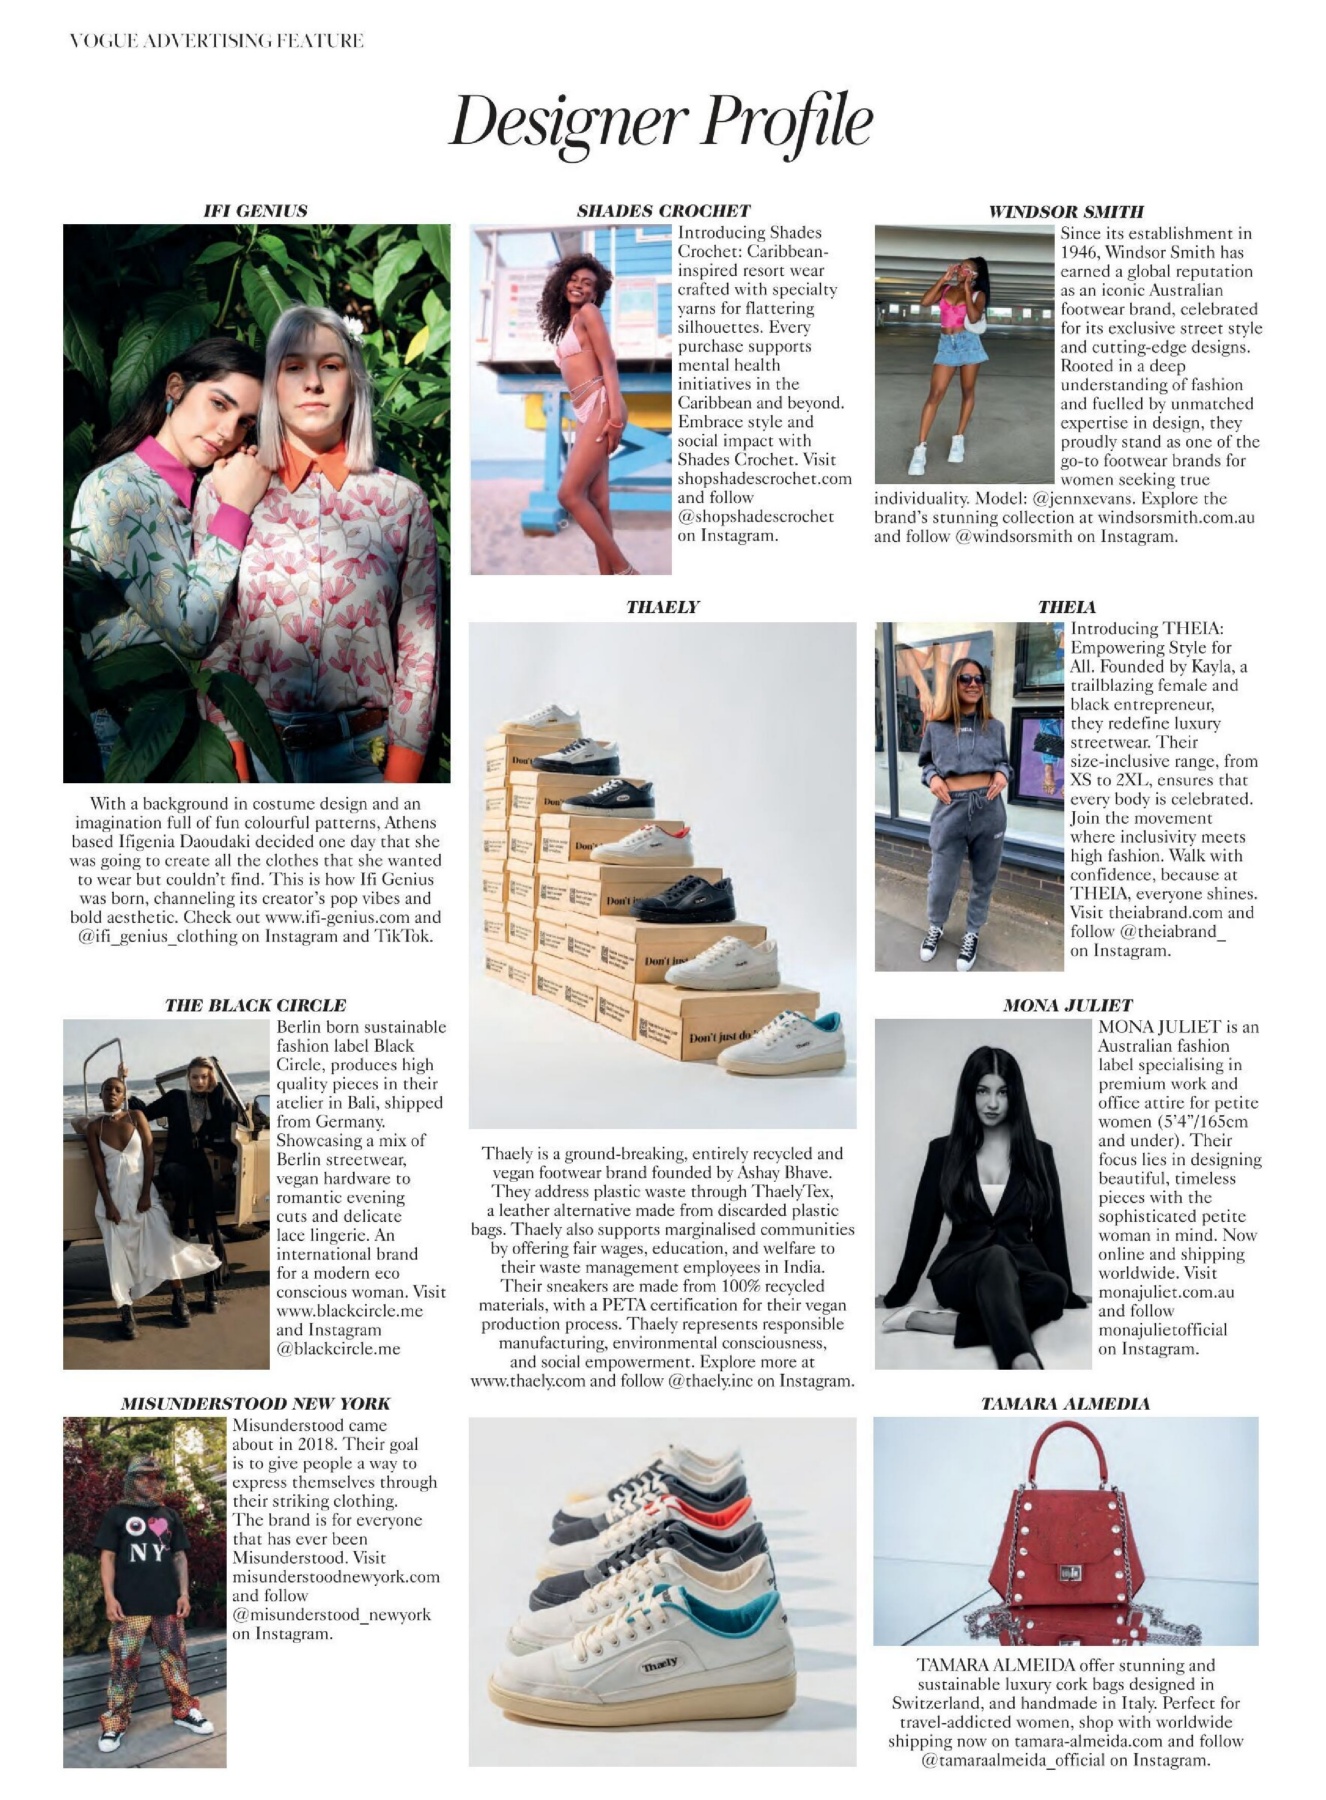 VOGUE ADVERTISING FEATURE
Designer Profile
IFI GENIUS
With a background in costume design and an
imagination full of fun colourful patterns, Athens
based Ifigenia Daoudaki decided one day that she
was going to create all the clothes that she wanted
to wear but couldn't find. This is how Ifi Genius
was born, channeling its creator's pop vibes and
bold aesthetic. Check out www.ifi-genius.com and
@ifi_genius_clothing on Instagram and TikTok.
THE BLACK CIRCLE
Berlin born sustainable
fashion label Black
Circle, produces high
quality pieces in their
atelier in Bali, shipped
from Germany.
Showcasing a mix of
Berlin streetwear,
vegan hardware to
romantic evening
cuts and delicate
lace lingerie. An
international brand
for a modern eco
conscious woman. Visit
www.blackcircle.me
and Instagram
@blackcircle.me
MISUNDERSTOOD NEW YORK
O
NY
Misunderstood came
about in 2018. Their goal
is to give people a way to
express themselves through
their striking clothing.
The brand is for everyone
that has ever been
Misunderstood. Visit
misunderstoodnewyork.com
and follow
@misunderstood_newyork
on Instagram.
SHADES CROCHET
Introducing Shades
Crochet: Caribbean-
inspired resort wear
crafted with specialty
yarns for flattering
silhouettes. Every
purchase supports
mental health
initiatives in the
Caribbean and beyond.
Embrace style and
social impact with
Shades Crochet. Visit
shopshadescrochet.com
and follow
@shopshadescrochet
on Instagram.
THAELY
Don't
Don'
Don't
Don't i
Don't jus
Don't just do
Thaely
Thaely is a ground-breaking, entirely recycled and
vegan footwear brand founded by Ashay Bhave.
They address plastic waste through ThaelyTex,
a leather alternative made from discarded plastic
bags. Thaely also supports marginalised communities
by offering fair wages, education, and welfare to
their waste management employees in India.
Their sneakers are made from 100% recycled
materials, with a PETA certification for their vegan
production process. Thaely represents responsible
manufacturing, environmental consciousness,
and social empowerment. Explore more at
www.thaely.com and follow @thaely.inc on Instagram.
Thaely
WINDSOR SMITH
Since its establishment in
1946, Windsor Smith has
earned a global reputation
as an iconic Australian
footwear brand, celebrated
for its exclusive street style
and cutting-edge designs.
Rooted in a deep
understanding of fashion
and fuelled by unmatched
expertise in design, they
proudly stand as one of the
go-to footwear brands for
women seeking true
individuality. Model: @jennxevans. Explore the
brand's stunning collection at windsorsmith.com.au
and follow @windsorsmith on Instagram.
THEIA
Introducing THEIA:
Empowering Style for
All. Founded by Kayla, a
trailblazing female and
black entrepreneur,
they redefine luxury
streetwear. Their
size-inclusive range, from
XS to 2XL, ensures that
every body is celebrated.
Join the movement
where inclusivity meets
high fashion. Walk with
confidence, because at
THEIA, everyone shines.
Visit theiabrand.com and
follow @theiabrand_
on Instagram.
MONA JULIET
MONA JULIET is an
Australian fashion
label specialising in
premium work and
office attire for petite
women (5'4"/165cm
and under). Their
focus lies in designing
beautiful, timeless
pieces with the
sophisticated petite
woman in mind. Now
online and shipping
worldwide. Visit
monajuliet.com.au
and follow
monajulietofficial
on Instagram.
TAMARA ALMEDIA
TAMARA ALMEIDA offer stunning and
sustainable luxury cork bags designed in
Switzerland, and handmade in Italy. Perfect for
travel-addicted women, shop with worldwide
shipping now on tamara-almeida.com and follow
@tamaraalmeida_official on Instagram.